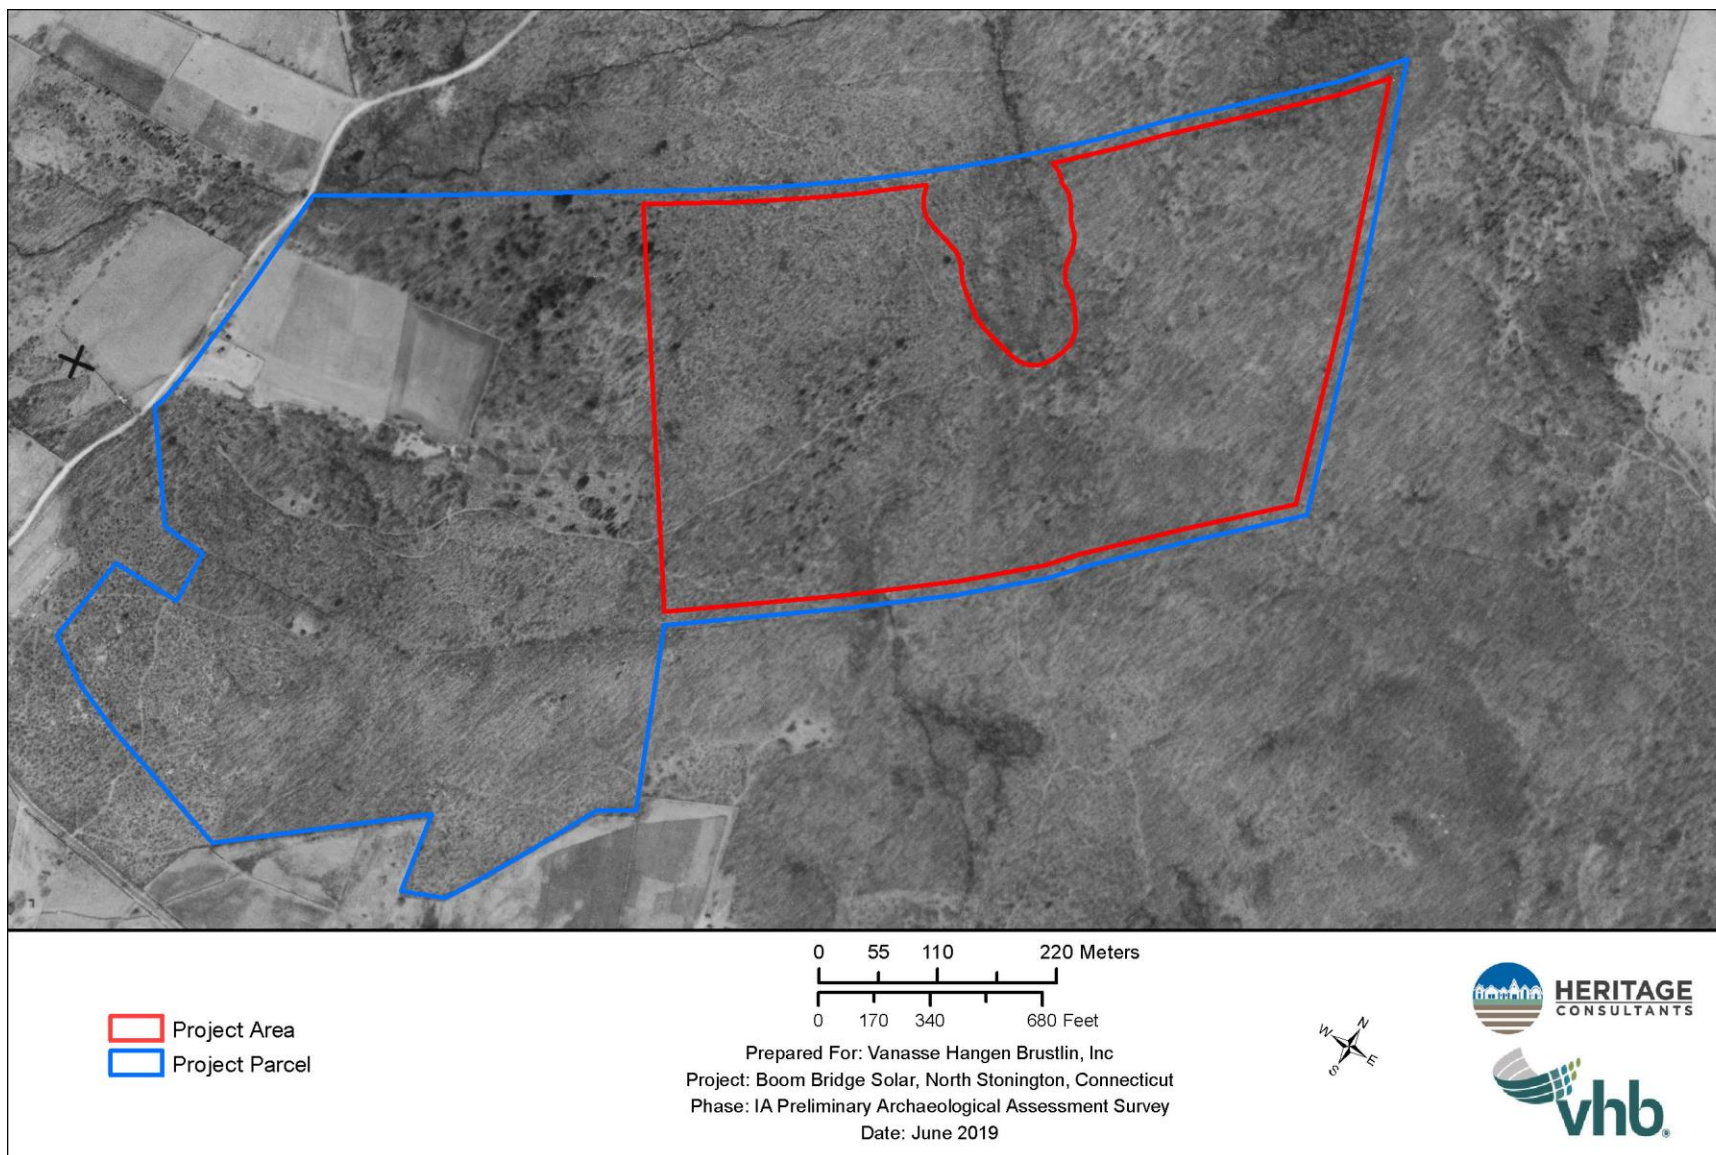 0 55 110 220 Meters
0 170 340 680 Feet
Project Area
Project Parcel
Prepared For: Vanasse Hangen Brustlin, Inc
Project: Boom Bridge Solar, North Stonington, Connecticut
Phase: IA Preliminary Archaeological Assessment Survey
Date: June 2019
W N
S E
HERITAGE
CONSULTANTS
vhb®